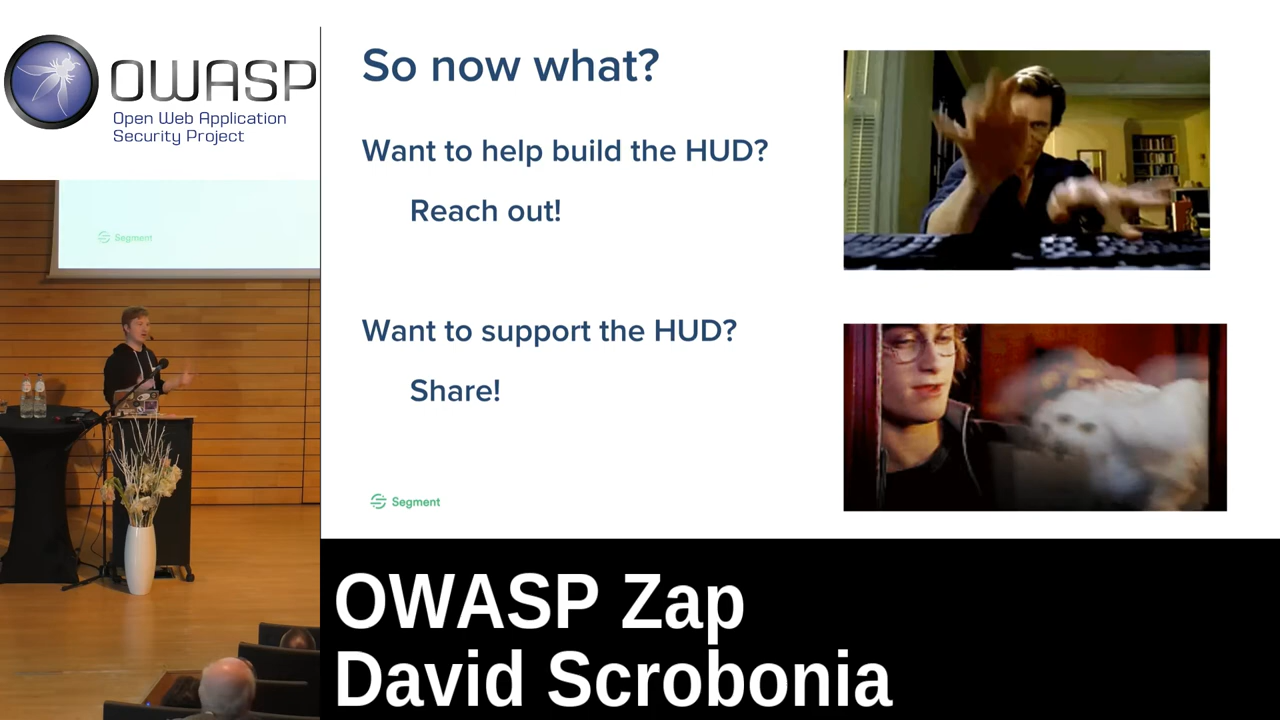 OWASP
Open Web Application
Security Project
Segment
So now what?
Want to help build the HUD?
Reach out!
Want to support the HUD?
Share!
Segment
OWASP Zap
David Scrobonia